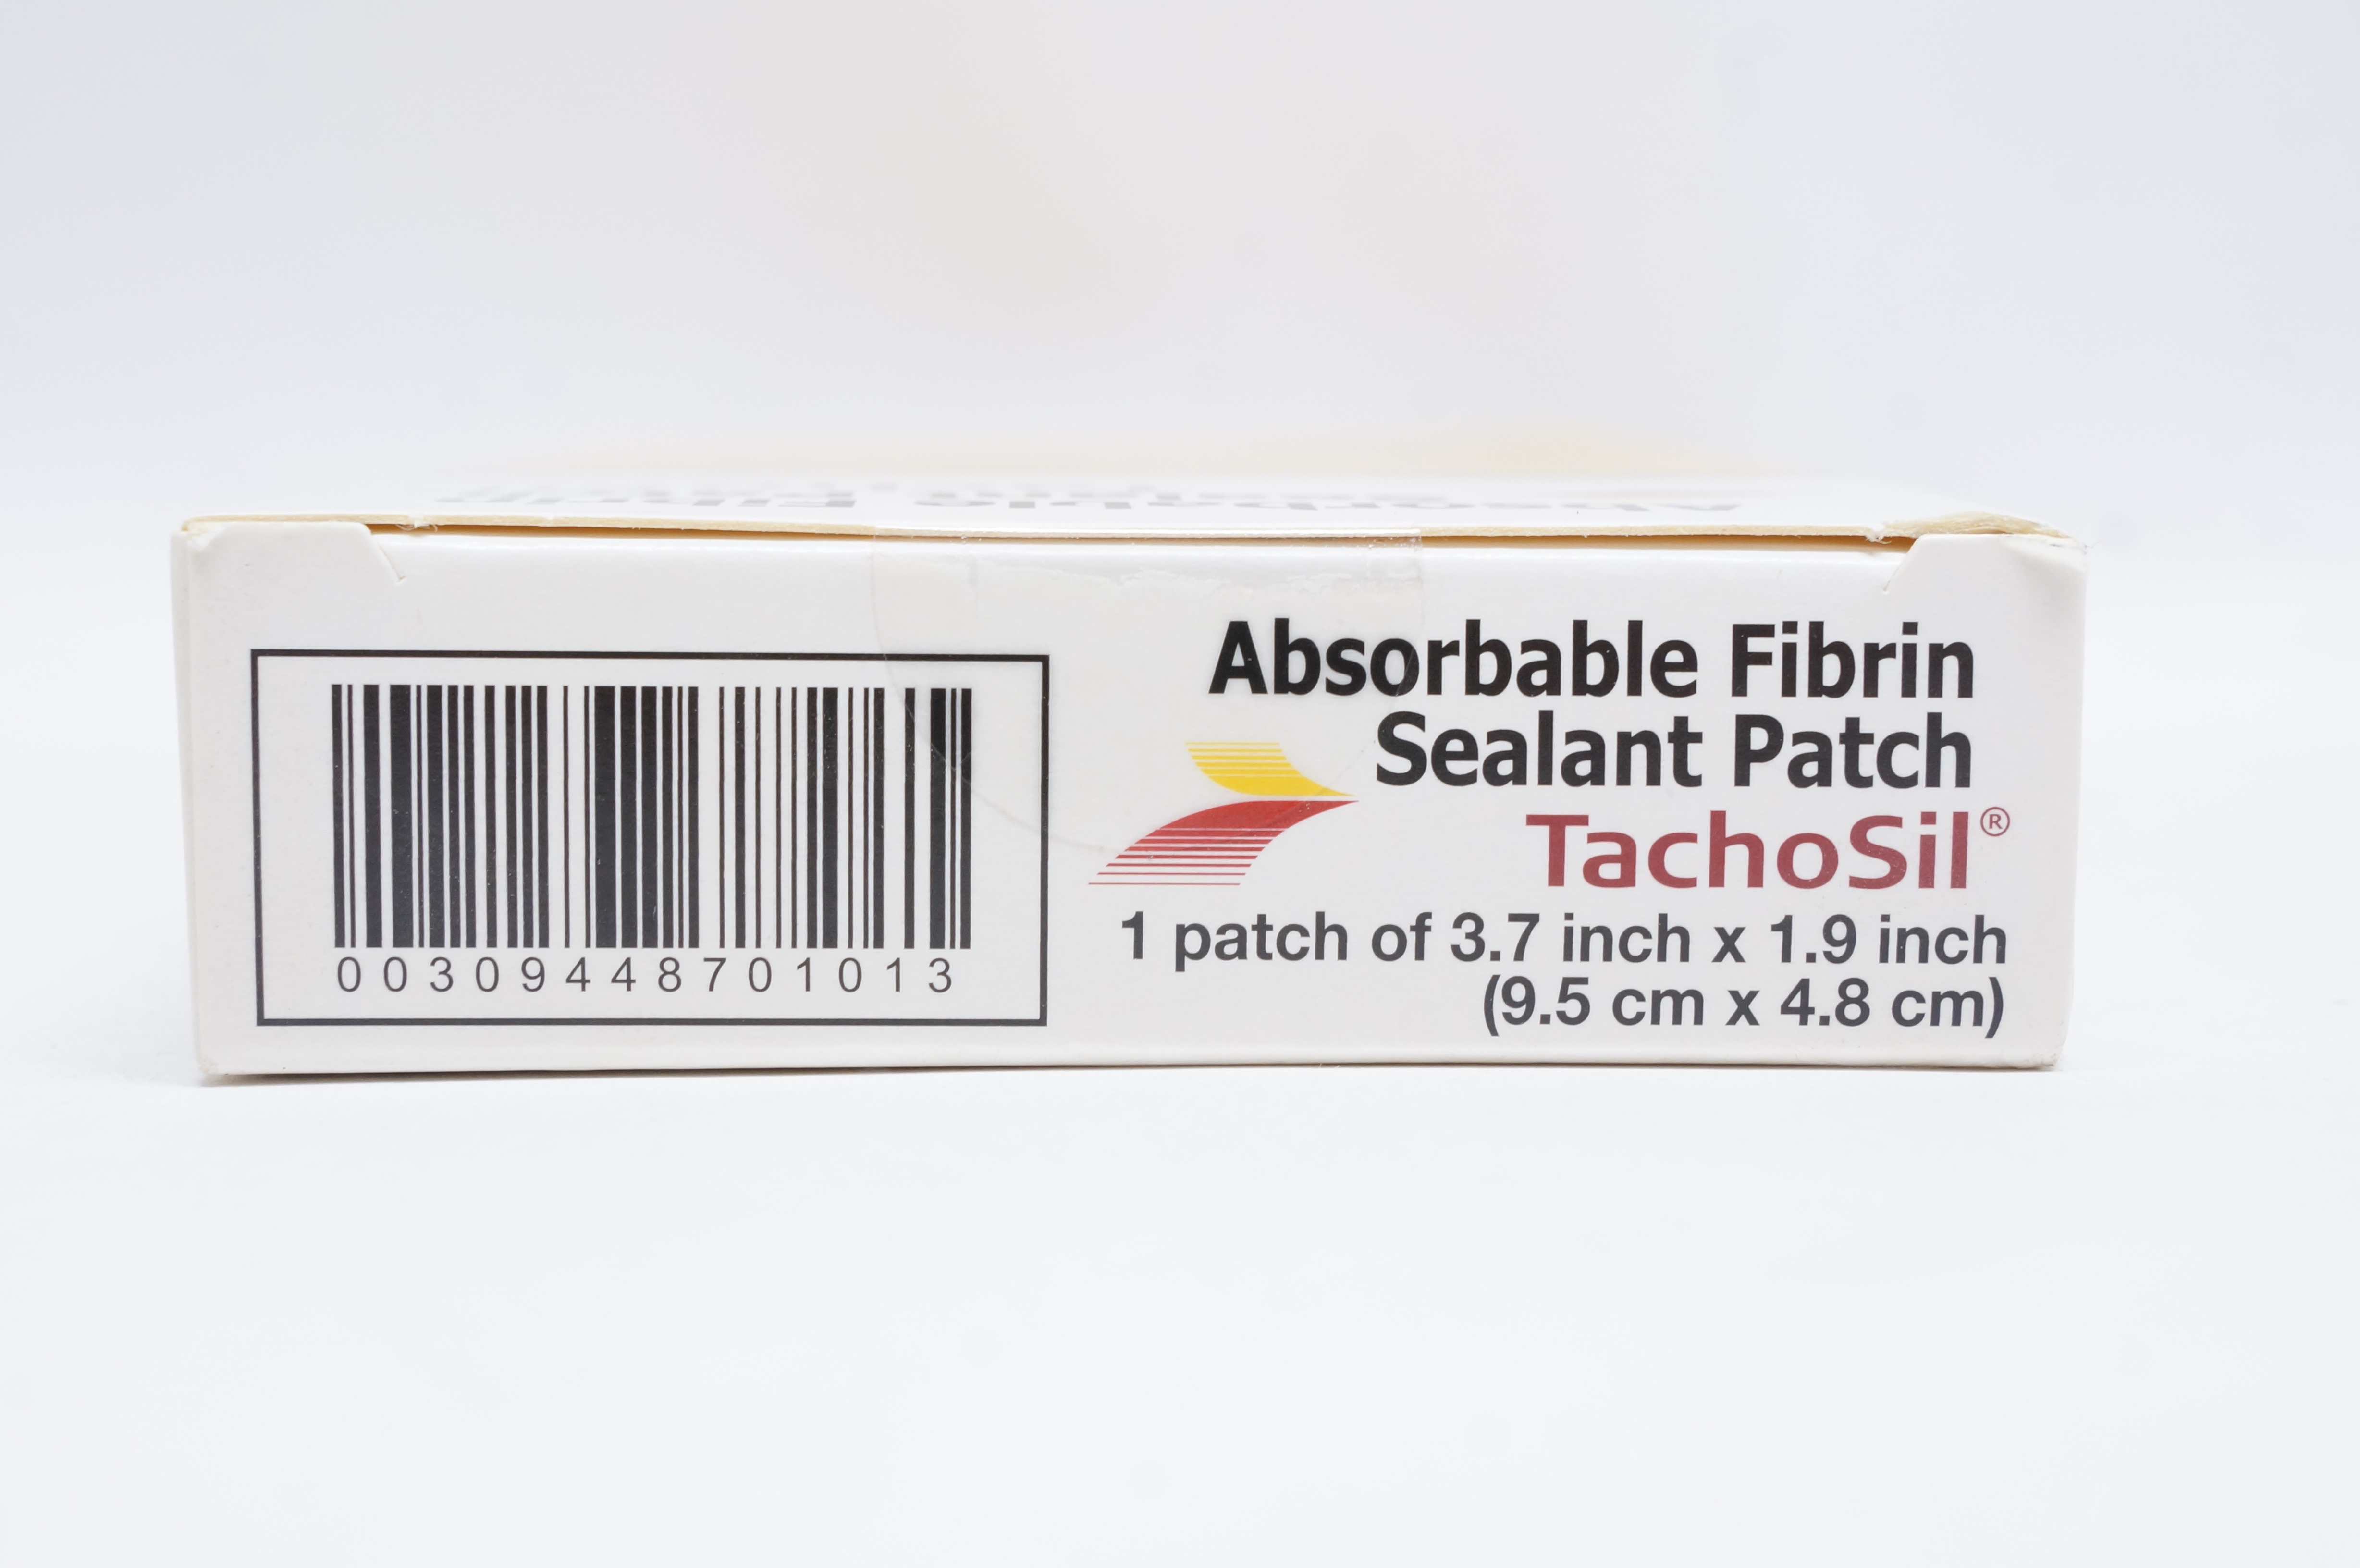 Absorbable Fibrin
Sealant Patch
TachoSil®
1 patch of 3.7 inch x 1.9 inch
(9.5 cm x 4.8 cm)
00309448701013